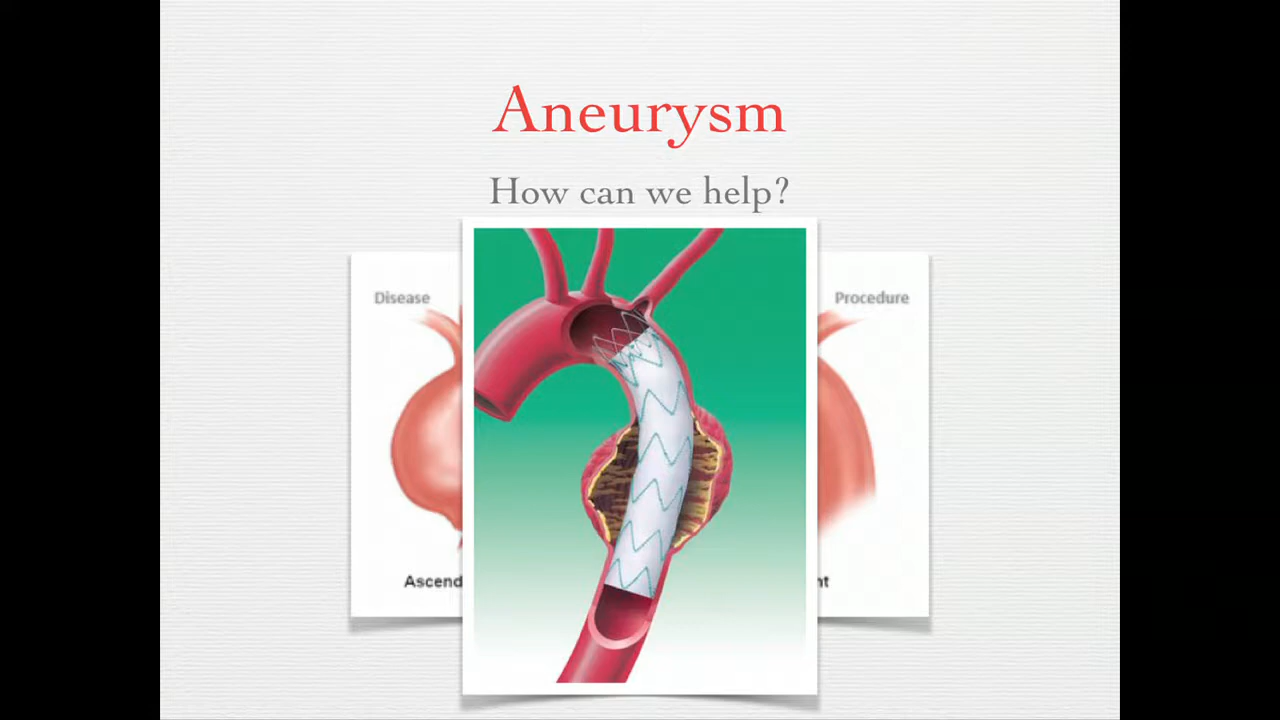 Aneurysm
How can we help?
Disease
Procedure
Ascend
nt